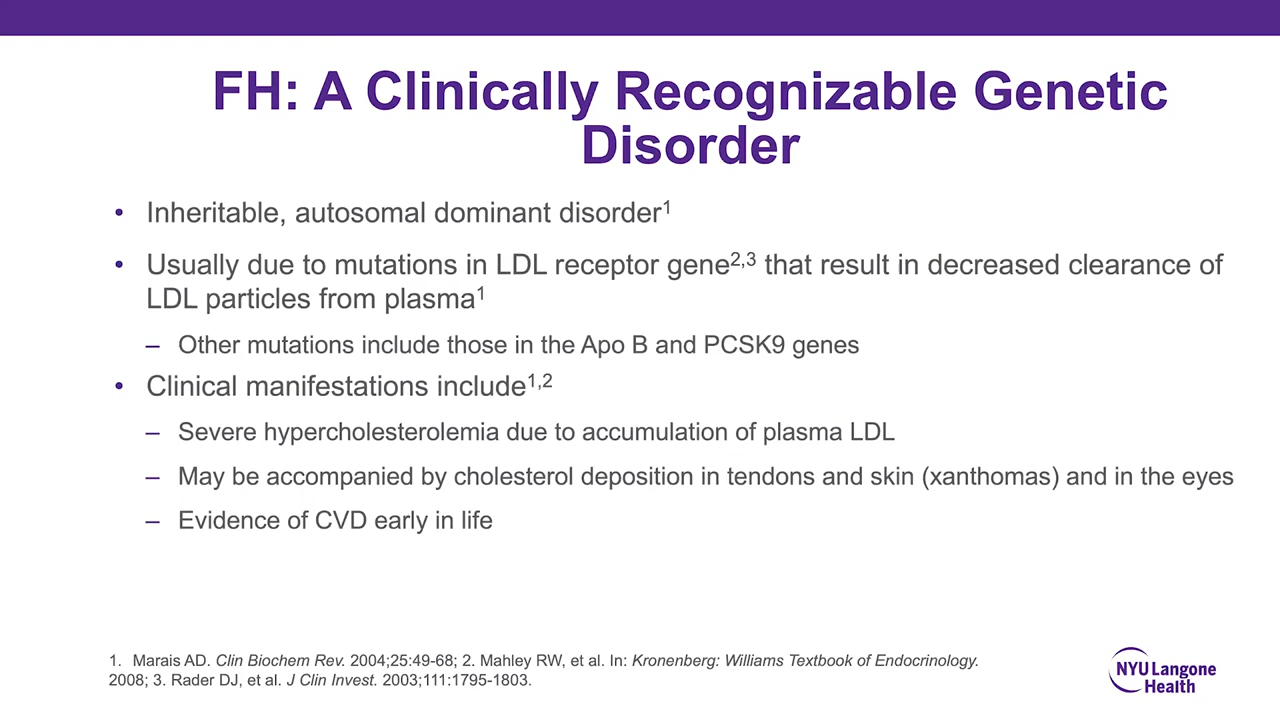 FH: A Clinically Recognizable Genetic
Disorder
• Inheritable, autosomal dominant disorder1
• Usually due to mutations in LDL receptor gene2,3 that result in decreased clearance of
LDL particles from plasma1
– Other mutations include those in the Apo B and PCSK9 genes
• Clinical manifestations include1,2
– Severe hypercholesterolemia due to accumulation of plasma LDL
– May be accompanied by cholesterol deposition in tendons and skin (xanthomas) and in the eyes
– Evidence of CVD early in life
1. Marais AD. Clin Biochem Rev. 2004;25:49-68; 2. Mahley RW, et al. In: Kronenberg: Williams Textbook of Endocrinology.
2008; 3. Rader DJ, et al. J Clin Invest. 2003;111:1795-1803.
NYU Langone
Health